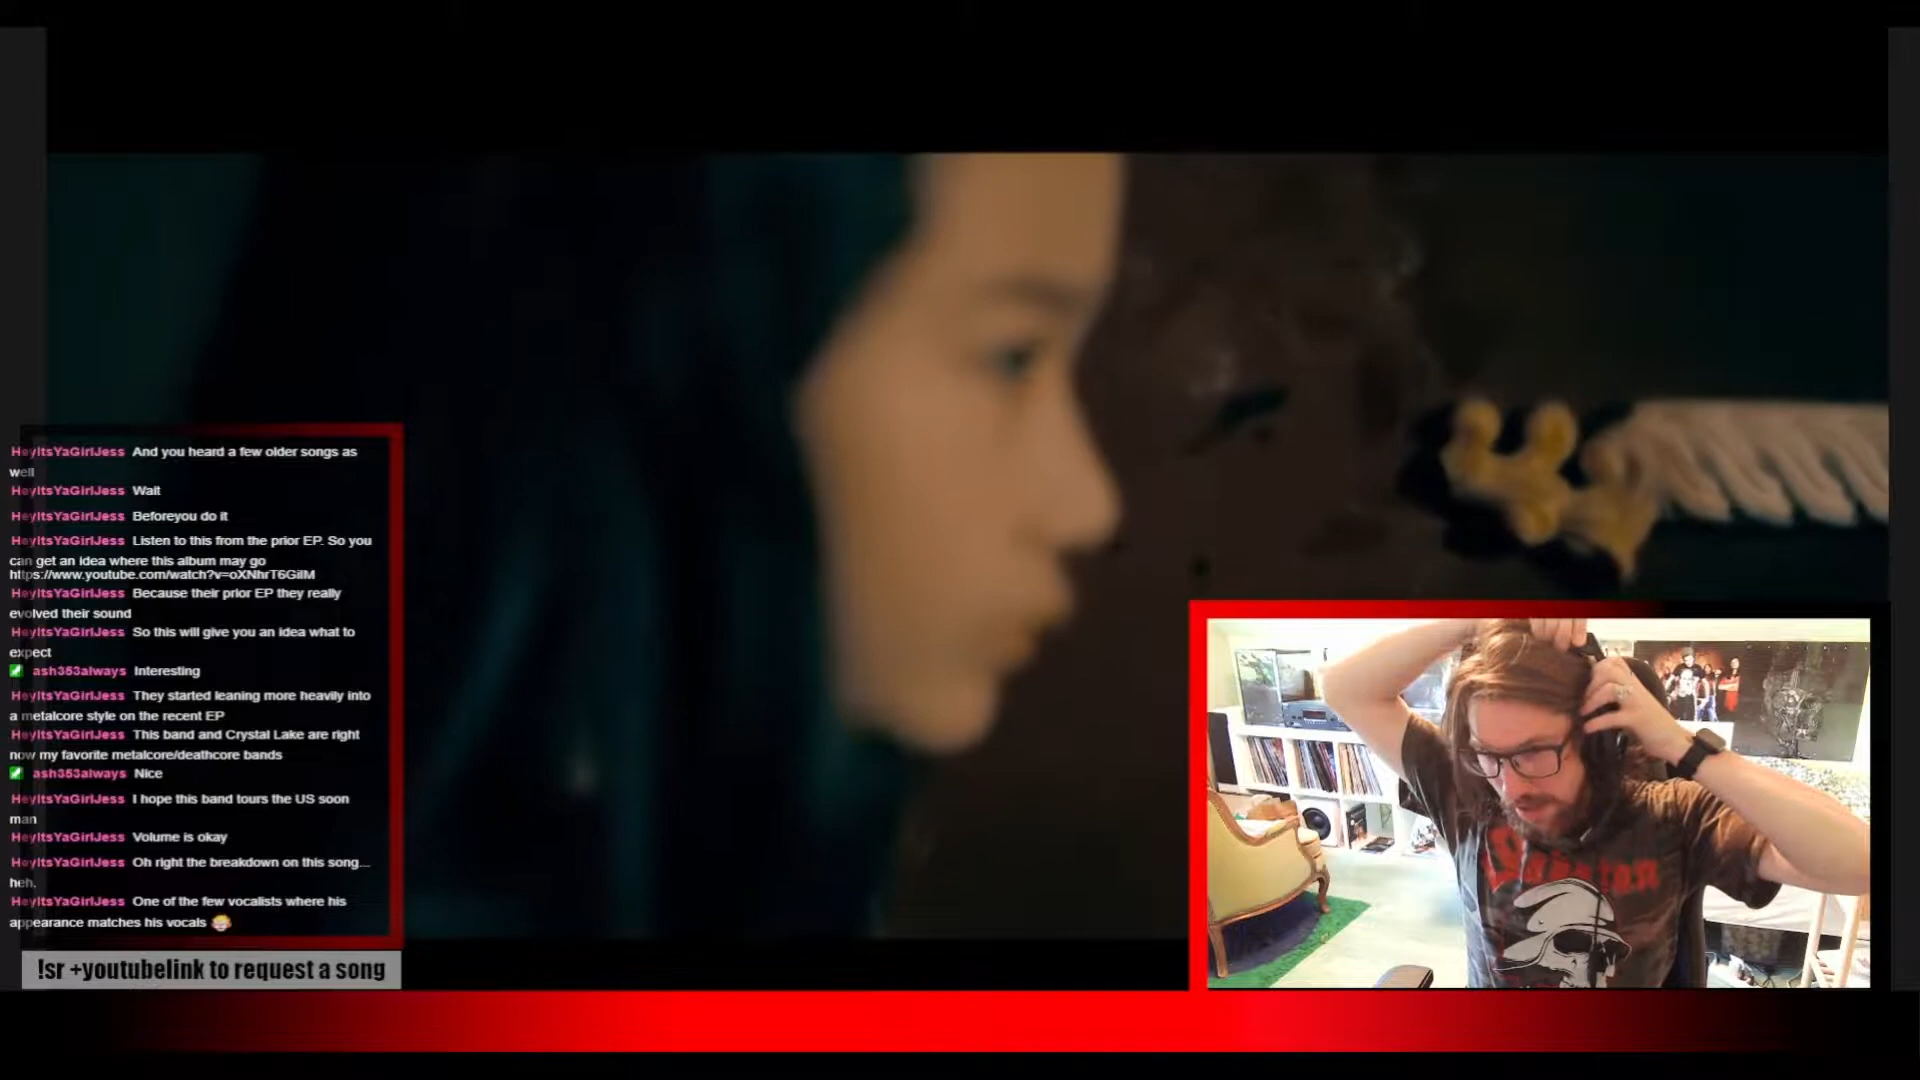 HeyItsYaGirlJess And you heard a few older songs as
well
HeyItsYaGirlJess Wait
HeyItsYaGirlJess Beforeyou do it
HeyItsYaGirlJess Listen to this from the prior EP. So you
can get an idea where this album may go
https://www.youtube.com/watch?v=oXNhrT6GilM
HeyItsYaGirlJess Because their prior EP they really
evolved their sound
HeyItsYaGirlJess So this will give you an idea what to
expect
ash353always Interesting
HeyItsYaGirlJess They started leaning more heavily into
a metalcore style on the recent EP
HeyItsYaGirlJess This band and Crystal Lake are right
now my favorite metalcore/deathcore bands
ash353always Nice
HeyItsYaGirlJess I hope this band tours the US soon
man
HeyItsYaGirlJess Volume is okay
HeyItsYaGirlJess Oh right the breakdown on this song...
heh.
HeyItsYaGirlJess One of the few vocalists where his
appearance matches his vocals
!sr +youtubelink to request a song